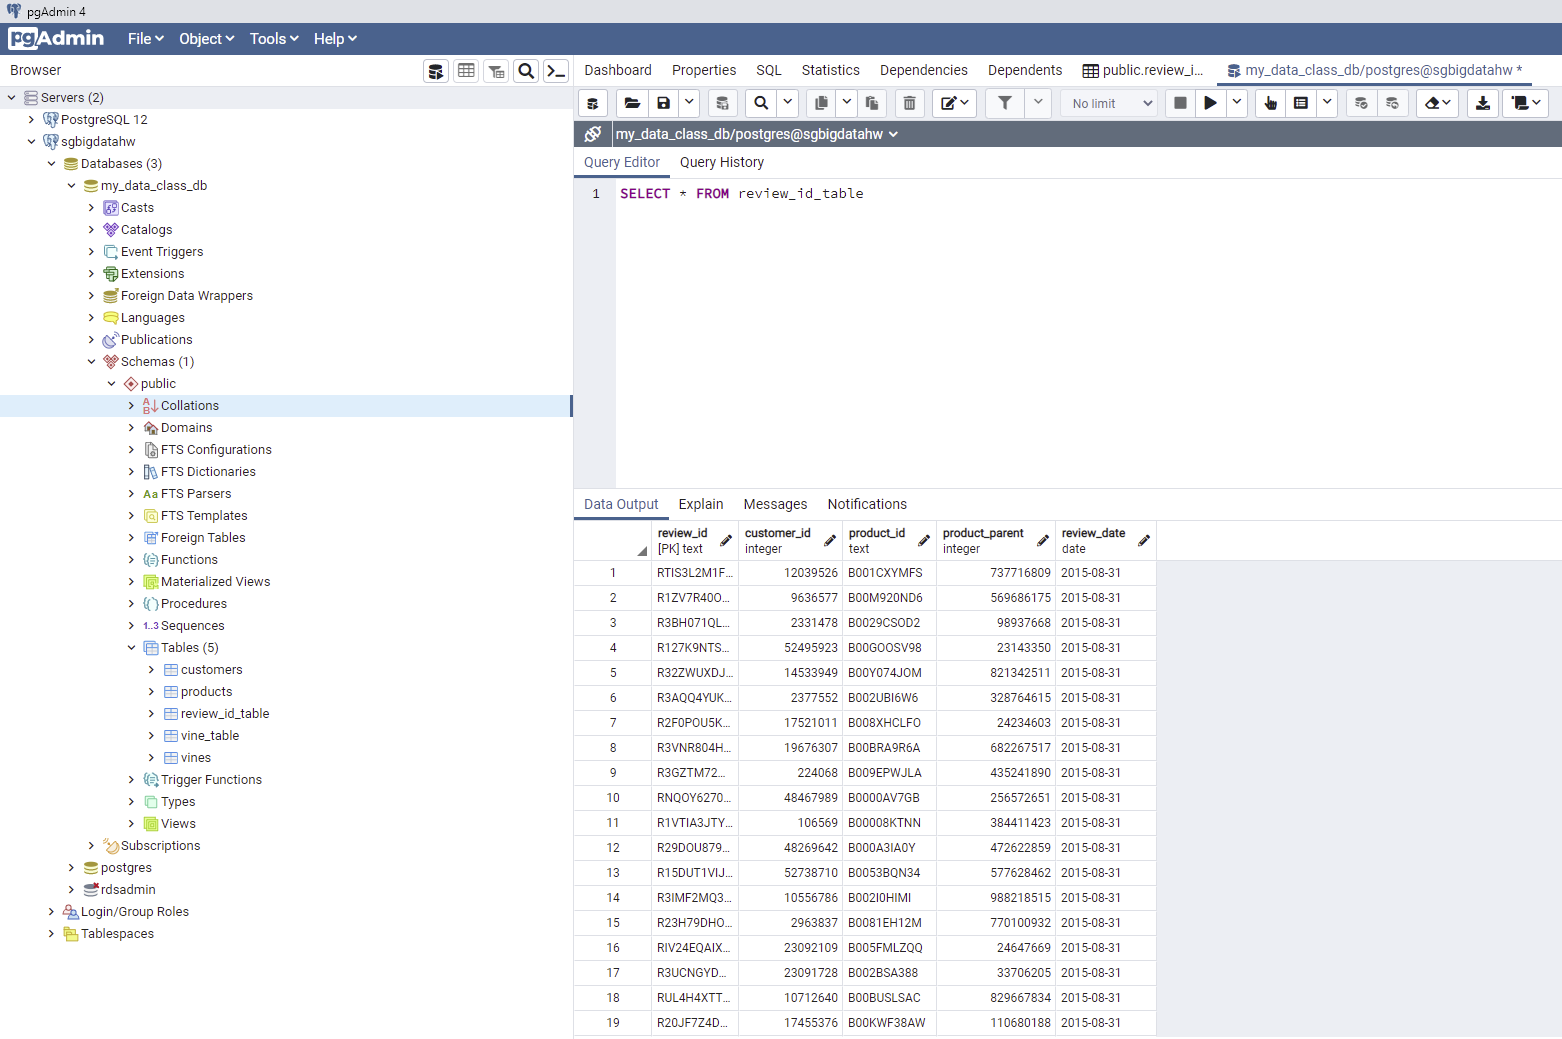 pgAdmin 4
pgAdmin File Object Tools Help
Browser
Servers (2)
PostgreSQL 12
sgbigdatahw
Databases (3)
my_data_class_db
Casts
Catalogs
Event Triggers
Extensions
Foreign Data Wrappers
Languages
Publications
Schemas (1)
public
Collations
Domains
FTS Configurations
FTS Dictionaries
Aa FTS Parsers
FTS Templates
Foreign Tables
Functions
Materialized Views
Procedures
1..3 Sequences
Tables (5)
customers
products
review_id_table
vine_table
vines
Trigger Functions
Types
Views
Subscriptions
postgres
rdsadmin
Login/Group Roles
Tablespaces
Dashboard Properties SQL Statistics Dependencies Dependents public.review_i... my_data_class_db/postgres@sgbigdatahw *
No limit
my_data_class_db/postgres@sgbigdatahw
Query Editor Query History
1 SELECT * FROM review_id_table
Data Output Explain Messages Notifications
review_id customer_id product_id product_parent review_date
[PK] text integer text integer date
1 RTIS3L2M1F... 12039526 B001CXYMFS 737716809 2015-08-31
2 R1ZV7R40O... 9636577 B00M920ND6 569686175 2015-08-31
3 R3BH071QL... 2331478 B0029CSOD2 98937668 2015-08-31
4 R127K9NTS... 52495923 B00GOOSV98 23143350 2015-08-31
5 R32ZWUXDJ... 14533949 B00Y074JOM 821342511 2015-08-31
6 R3AQQ4YUK... 2377552 B002UBI6W6 328764615 2015-08-31
7 R2F0POU5K... 17521011 B008XHCLFO 24234603 2015-08-31
8 R3VNR804H... 19676307 B00BRA9R6A 682267517 2015-08-31
9 R3GZTM72... 224068 B009EPWJLA 435241890 2015-08-31
10 RNQOY6270... 48467989 B0000AV7GB 256572651 2015-08-31
11 R1VTIA3JTY... 106569 B00008KTNN 384411423 2015-08-31
12 R29DOU879... 48269642 B000A3IA0Y 472622859 2015-08-31
13 R15DUT1VIJ... 52738710 B0053BQN34 577628462 2015-08-31
14 R3IMF2MQ3... 10556786 B002I0HIMI 988218515 2015-08-31
15 R23H79DHO... 2963837 B0081EH12M 770100932 2015-08-31
16 RIV24EQAIX... 23092109 B005FMLZQQ 24647669 2015-08-31
17 R3UCNGYD... 23091728 B002BSA388 33706205 2015-08-31
18 RUL4H4XTT... 10712640 B00BUSLSAC 829667834 2015-08-31
19 R20JF7Z4D... 17455376 B00KWF38AW 110680188 2015-08-31